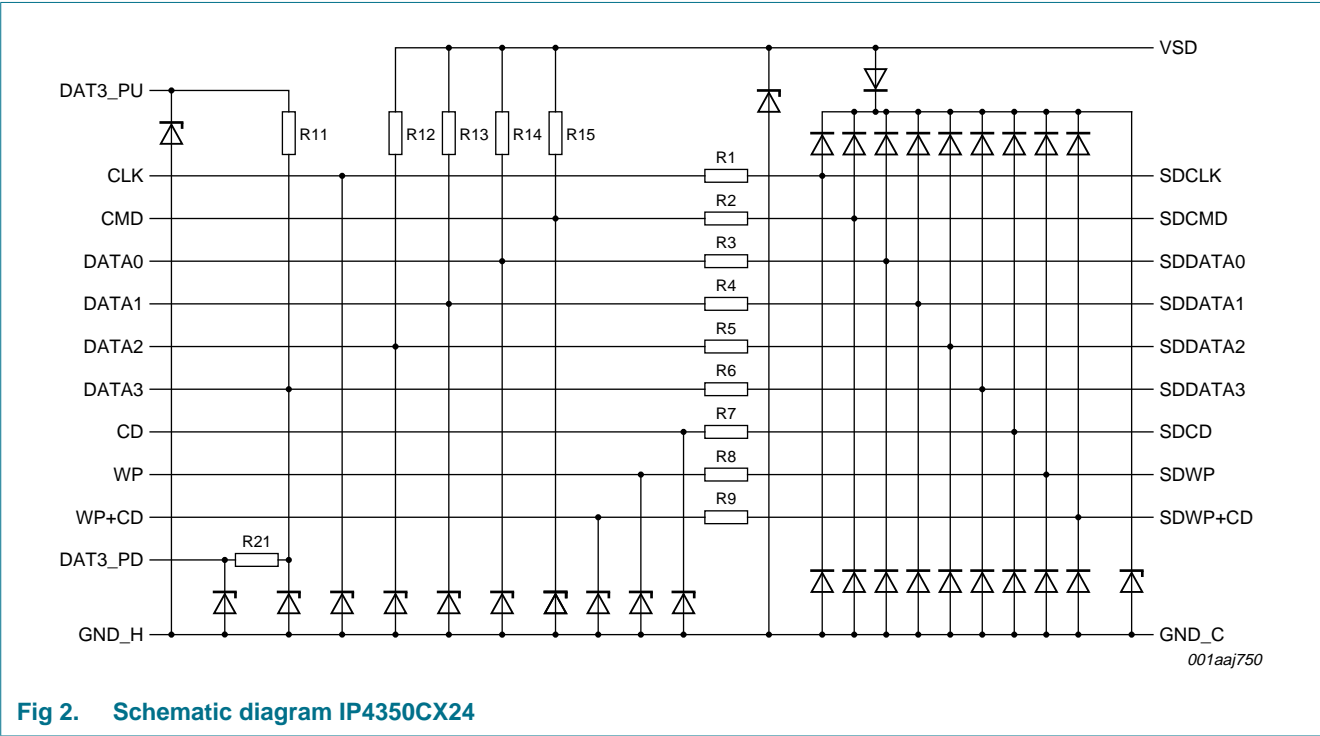 VSD
DAT3_PU
R11
R12
R13
R14
R15
CLK
R1
SDCLK
CMD
R2
SDCMD
DATA0
R3
SDDATA0
DATA1
R4
SDDATA1
DATA2
R5
SDDATA2
DATA3
R6
SDDATA3
CD
R7
SDCD
WP
R8
SDWP
WP+CD
R9
SDWP+CD
DAT3_PD
R21
GND_H
GND_C
001aaj750
Fig 2. Schematic diagram IP4350CX24